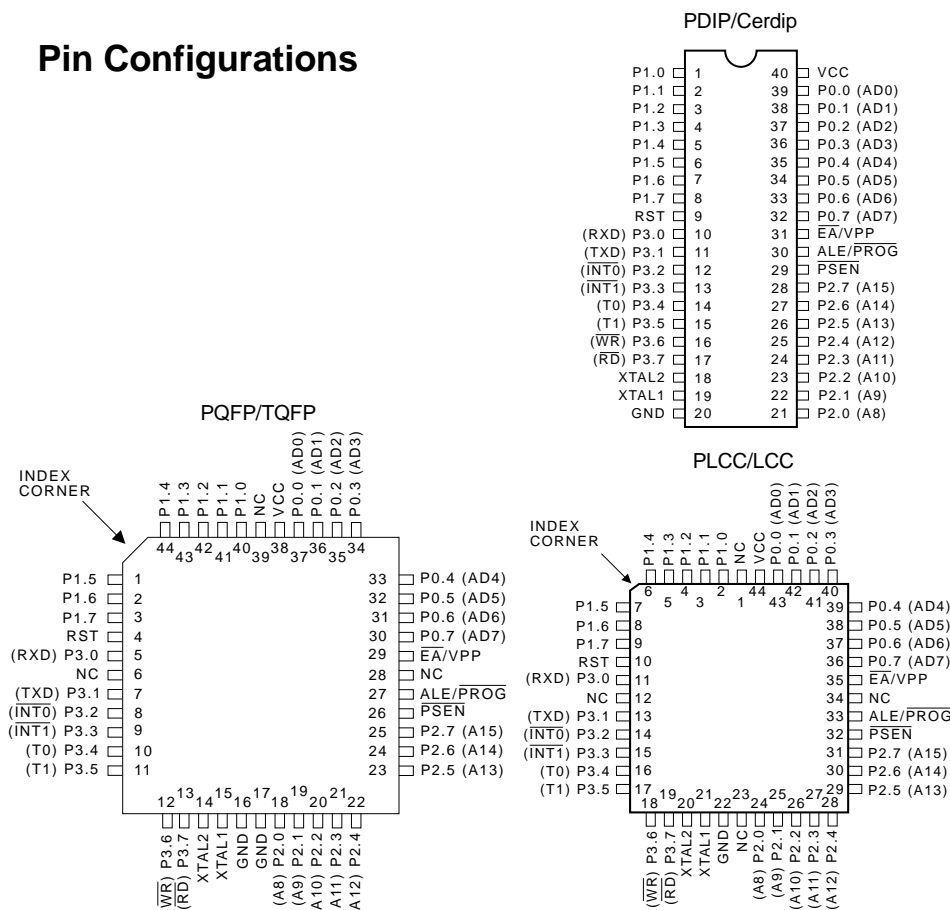 Pin Configurations
PDIP/Cerdip
P1.0 1 40 VCC
P1.1 2 39 P0.0 (AD0)
P1.2 3 38 P0.1 (AD1)
P1.3 4 37 P0.2 (AD2)
P1.4 5 36 P0.3 (AD3)
P1.5 6 35 P0.4 (AD4)
P1.6 7 34 P0.5 (AD5)
P1.7 8 33 P0.6 (AD6)
RST 9 32 P0.7 (AD7)
(RXD) P3.0 10 31 E̅A̅/VPP
(TXD) P3.1 11 30 ALE/P̅R̅O̅G̅
(I̅N̅T̅0̅) P3.2 12 29 P̅S̅E̅N̅
(I̅N̅T̅1̅) P3.3 13 28 P2.7 (A15)
(T0) P3.4 14 27 P2.6 (A14)
(T1) P3.5 15 26 P2.5 (A13)
(W̅R̅) P3.6 16 25 P2.4 (A12)
(R̅D̅) P3.7 17 24 P2.3 (A11)
XTAL2 18 23 P2.2 (A10)
XTAL1 19 22 P2.1 (A9)
GND 20 21 P2.0 (A8)
PQFP/TQFP
INDEX
CORNER
P1.4 P1.3 P1.2 P1.1 P1.0 NC VCC P0.0 (AD0) P0.1 (AD1) P0.2 (AD2) P0.3 (AD3)
44 43 42 41 40 39 38 37 36 35 34
P1.5 1 33 P0.4 (AD4)
P1.6 2 32 P0.5 (AD5)
P1.7 3 31 P0.6 (AD6)
RST 4 30 P0.7 (AD7)
(RXD) P3.0 5 29 E̅A̅/VPP
NC 6 28 NC
(TXD) P3.1 7 27 ALE/P̅R̅O̅G̅
(I̅N̅T̅0̅) P3.2 8 26 P̅S̅E̅N̅
(I̅N̅T̅1̅) P3.3 9 25 P2.7 (A15)
(T0) P3.4 10 24 P2.6 (A14)
(T1) P3.5 11 23 P2.5 (A13)
12 13 14 15 16 17 18 19 20 21 22
(W̅R̅) P3.6 (R̅D̅) P3.7 XTAL2 XTAL1 GND GND (A8) P2.0 (A9) P2.1 A10) P2.2 A11) P2.3 A12) P2.4
PLCC/LCC
INDEX
CORNER
P1.4 P1.3 P1.2 P1.1 P1.0 NC VCC P0.0 (AD0) P0.1 (AD1) P0.2 (AD2) P0.3 (AD3)
6 5 4 3 2 1 44 43 42 41 40
P1.5 7 39 P0.4 (AD4)
P1.6 8 38 P0.5 (AD5)
P1.7 9 37 P0.6 (AD6)
RST 10 36 P0.7 (AD7)
(RXD) P3.0 11 35 E̅A̅/VPP
NC 12 34 NC
(TXD) P3.1 13 33 ALE/P̅R̅O̅G̅
(I̅N̅T̅0̅) P3.2 14 32 P̅S̅E̅N̅
(I̅N̅T̅1̅) P3.3 15 31 P2.7 (A15)
(T0) P3.4 16 30 P2.6 (A14)
(T1) P3.5 17 29 P2.5 (A13)
18 19 20 21 22 23 24 25 26 27 28
(W̅R̅) P3.6 (R̅D̅) P3.7 XTAL2 XTAL1 GND NC (A8) P2.0 (A9) P2.1 (A10) P2.2 (A11) P2.3 (A12) P2.4